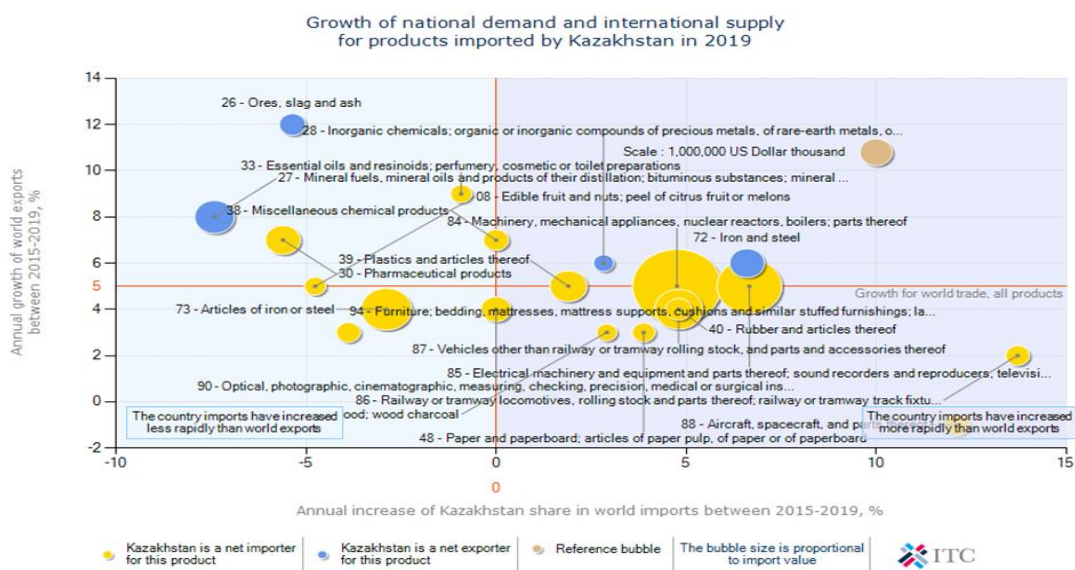 Growth of national demand and international supply
for products imported by Kazakhstan in 2019
14
12
10
8
6
5
4
2
0
-2
Annual growth of world exports
between 2015-2019, %
26 - Ores, slag and ash
28 - Inorganic chemicals; organic or inorganic compounds of precious metals, of rare-earth metals, o...
Scale : 1,000,000 US Dollar thousand
33 - Essential oils and resinoids; perfumery, cosmetic or toilet preparations
27 - Mineral fuels, mineral oils and products of their distillation; bituminous substances; mineral ...
08 - Edible fruit and nuts; peel of citrus fruit or melons
38 - Miscellaneous chemical products
84 - Machinery, mechanical appliances, nuclear reactors, boilers; parts thereof
72 - Iron and steel
39 - Plastics and articles thereof
30 - Pharmaceutical products
Growth for world trade, all products
73 - Articles of iron or steel
94 - Furniture; bedding, mattresses, mattress supports, cushions and similar stuffed furnishings; la...
40 - Rubber and articles thereof
87 - Vehicles other than railway or tramway rolling stock, and parts and accessories thereof
85 - Electrical machinery and equipment and parts thereof; sound recorders and reproducers, televisi...
90 - Optical, photographic, cinematographic, measuring, checking, precision, medical or surgical ins...
86 - Railway or tramway locomotives, rolling stock and parts thereof; railway or tramway track fixtu...
wood; wood charcoal
The country imports have increased
less rapidly than world exports
88 - Aircraft, spacecraft, and
The country imports have increased
more rapidly than world exports
48 - Paper and paperboard; articles of paper pulp, of paper or of paperboard
-10
-5
0
5
10
15
0
Annual increase of Kazakhstan share in world imports between 2015-2019, %
Kazakhstan is a net importer
for this product
Kazakhstan is a net exporter
for this product
Reference bubble
The bubble size is proportional
to import value
ITC